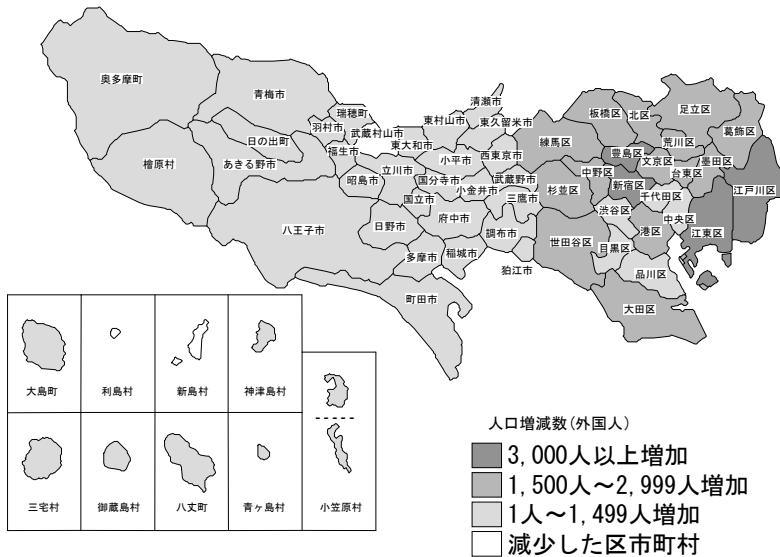 奥多摩町
青梅市
瑞穂町
羽村市
武蔵村山市
東村山市
清瀬市
東久留米市
東大和市
福生市
日の出町
あきる野市
檜原村
昭島市
立川市
小平市
西東京市
国分寺市
小金井市
武蔵野市
三鷹市
国立市
府中市
調布市
八王子市
日野市
多摩市
稲城市
狛江市
町田市
板橋区
北区
足立区
練馬区
豊島区
荒川区
葛飾区
文京区
墨田区
台東区
中野区
新宿区
千代田区
江戸川区
杉並区
渋谷区
中央区
江東区
港区
世田谷区
目黒区
品川区
大田区
大島町
利島村
新島村
神津島村
三宅村
御蔵島村
八丈町
青ヶ島村
小笠原村
人口増減数(外国人)
3,000人以上増加
1,500人～2,999人増加
1人～1,499人増加
減少した区市町村